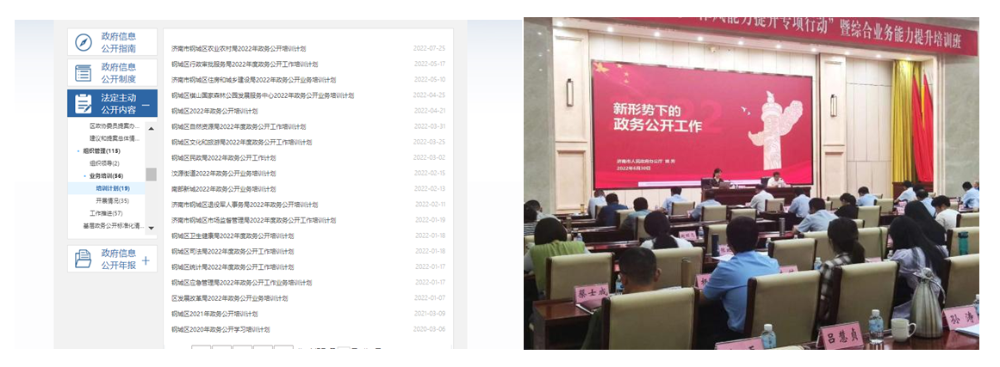 政府信息
公开指南
政府信息
公开制度
法定主动
公开内容
区政协委员提案办...
建议和提案总体情...
组织管理(115)
组织领导(2)
业务培训(56)
培训计划(19)
开展情况(35)
工作推进(57)
基层政务公开标准化清...
政府信息
公开年报
济南市钢城区农业农村局2022年政务公开培训计划 2022-07-25
钢城区行政审批服务局2022年度政务公开工作培训计划 2022-05-17
济南市钢城区住房和城乡建设局2022年政务公开业务培训计划 2022-05-10
钢城区棋山国家森林公园发展服务中心2022年政务公开业务培训计划 2022-04-25
钢城区2022年政务公开培训计划 2022-04-21
钢城区自然资源局2022年度政务公开工作培训计划 2022-03-31
钢城区文化和旅游局2022年度政务公开工作培训计划 2022-03-25
钢城区民政局2022年政务公开工作计划 2022-03-02
汶源街道2022年政务公开业务培训计划 2022-02-15
南部新城2022年政务公开业务培训计划 2022-02-13
济南市钢城区退役军人事务局2022年政务公开培训计划 2022-02-11
济南市钢城区市场监督管理局2022年政务公开工作培训计划 2022-01-19
钢城区卫生健康局2022年度政务公开培训计划 2022-01-18
钢城区司法局2022年度政务公开工作培训计划 2022-01-18
钢城区统计局2022年度政务公开工作培训计划 2022-01-17
钢城区应急管理局2022年政务公开工作业务培训计划 2022-01-17
区发展改革局2022年政务公开业务培训计划 2022-01-07
钢城区2021年政务公开培训计划 2021-03-09
钢城区2020年政务公开学习培训计划 2020-03-06
能力提升专项行动”暨综合业务能力提升培训班
新形势下的
政务公开工作
济南市人民政府办公厅
2022年6月30日
蔡士成
吕慧贞
孙涛